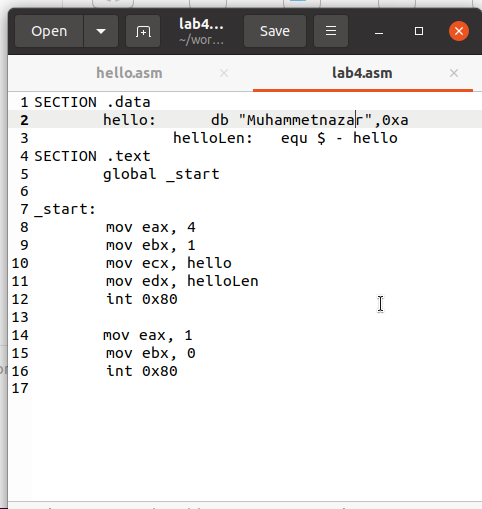 Open
lab4...
~/wor...
Save
hello.asm
lab4.asm
1 SECTION .data
2 hello: db "Muhammetnazar",0xa
3 helloLen: equ $ - hello
4 SECTION .text
5 global _start
6
7 _start:
8 mov eax, 4
9 mov ebx, 1
10 mov ecx, hello
11 mov edx, helloLen
12 int 0x80
13
14 mov eax, 1
15 mov ebx, 0
16 int 0x80
17